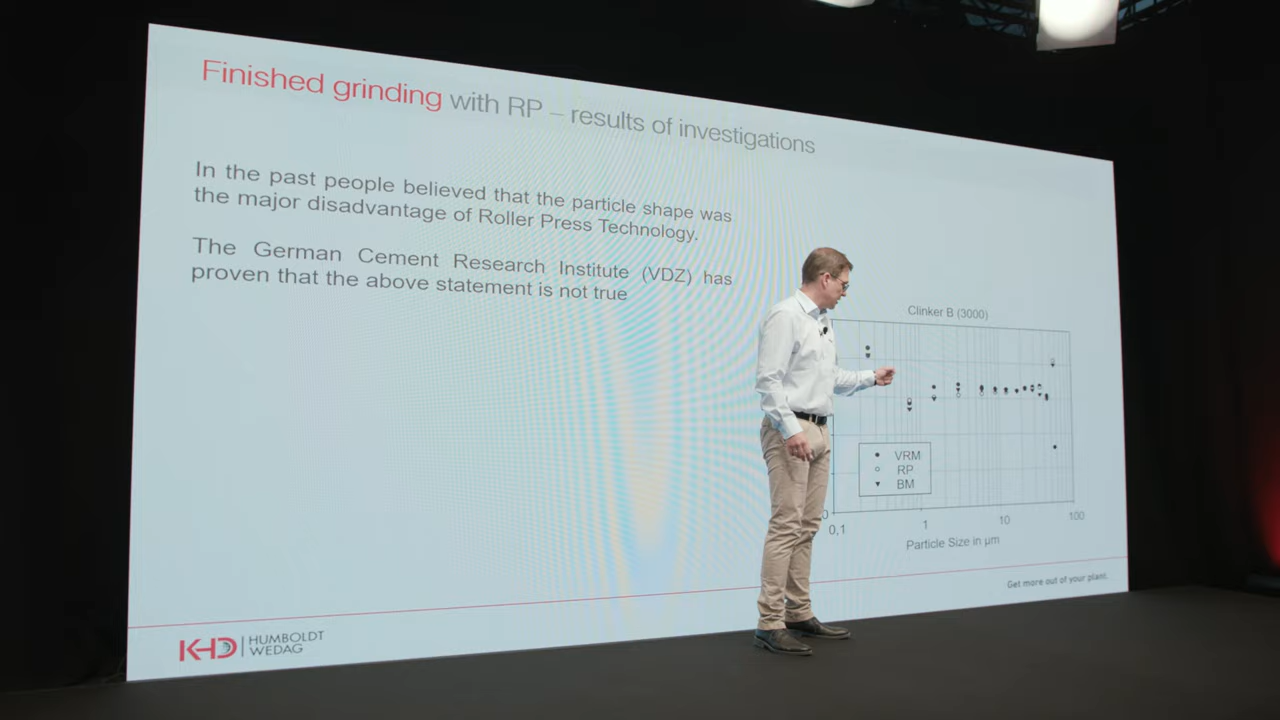 Finished grinding with RP – results of investigations
In the past people believed that the particle shape was
the major disadvantage of Roller Press Technology.
The German Cement Research Institute (VDZ) has
proven that the above statement is not true
Clinker B (3000)
VRM
RP
BM
0
0,1 1 10 100
Particle Size in µm
Get more out of your plant.
KHD HUMBOLDT
WEDAG